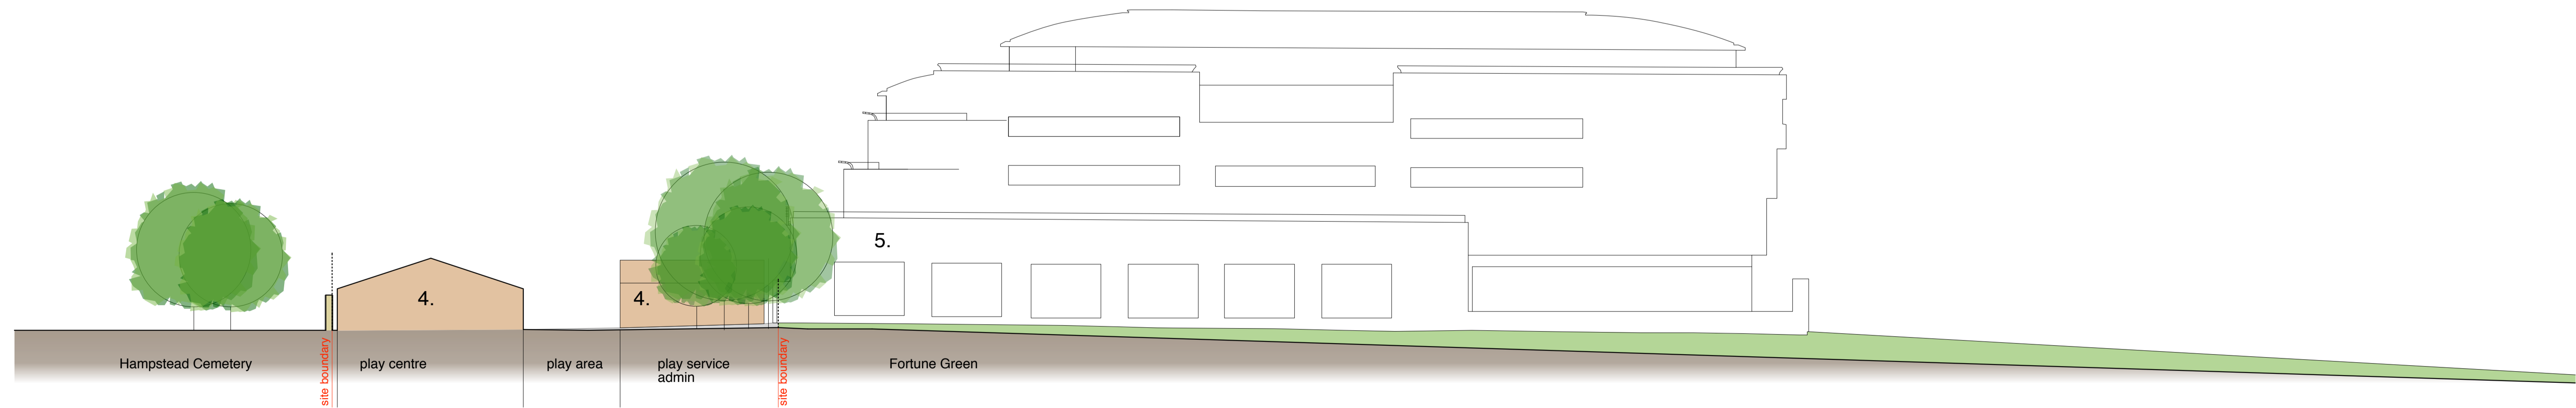 5.
4.
4.
Hampstead Cemetery
site boundary
play centre
play area
play service
admin
site boundary
Fortune Green